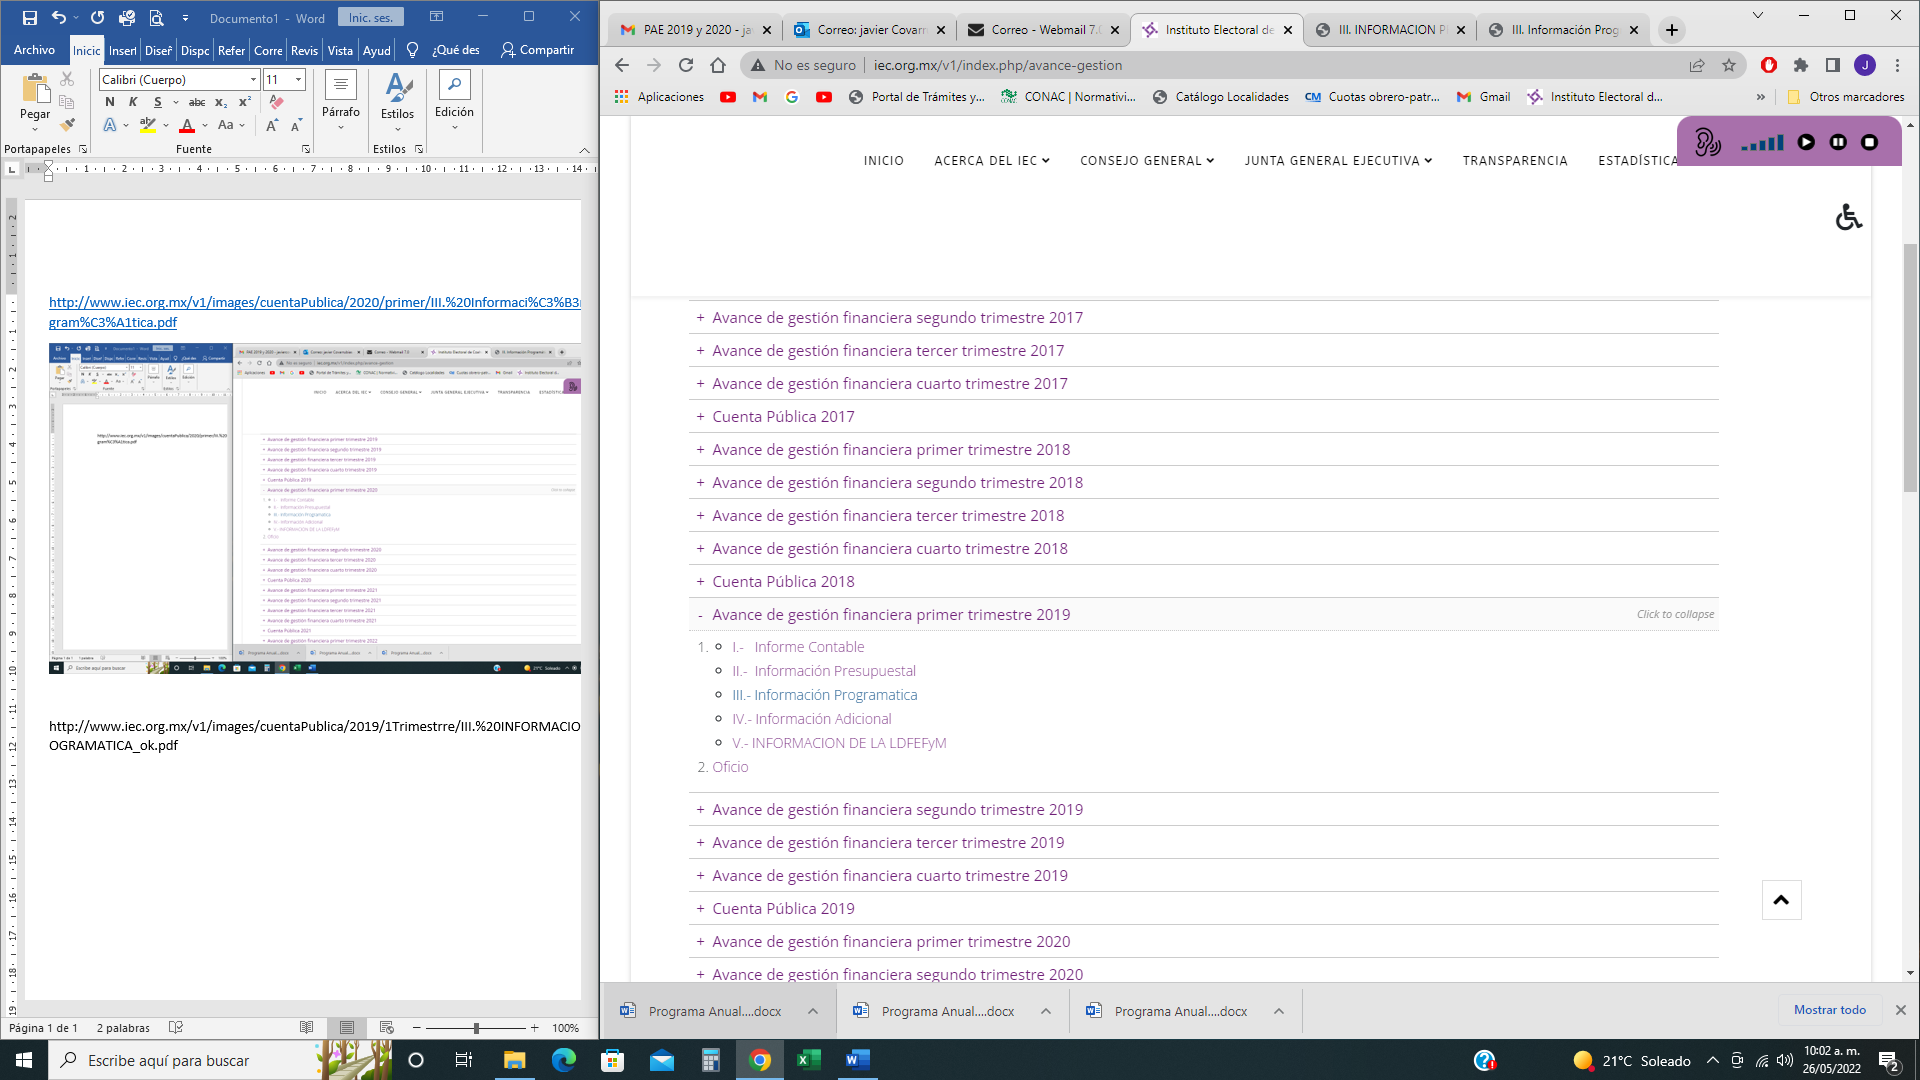 Documento1 - Word
Inic. ses.
Archivo
Inicic
Insert
Diseñ
Dispc
Refer
Corre
Revis
Vista
Ayud
¿Qué des
Compartir
Pegar
Calibri (Cuerpo)
11
N K S abc x₂ x²
Aa
Párrafo
Estilos
Edición
Portapapeles
Fuente
Estilos
http://www.iec.org.mx/v1/images/cuentaPublica/2020/primer/III.%20Informaci%C3%B3
gram%C3%A1tica.pdf
http://www.iec.org.mx/v1/images/cuentaPublica/2019/1Trimestrre/III.%20INFORMACIO
OGRAMATICA_ok.pdf
Página 1 de 1
2 palabras
100%
PAE 2019 y 2020 - ja
Correo: javier Covarr
Correo - Webmail 7.0
Instituto Electoral de
III. INFORMACION P
III. Información Prog
No es seguro
iec.org.mx/v1/index.php/avance-gestion
Aplicaciones
Portal de Trámites y...
CONAC | Normativi...
Catálogo Localidades
Cuotas obrero-patr...
Gmail
Instituto Electoral d...
»
Otros marcadores
INICIO
ACERCA DEL IEC
CONSEJO GENERAL
JUNTA GENERAL EJECUTIVA
TRANSPARENCIA
ESTADÍSTICA
+ Avance de gestión financiera segundo trimestre 2017
+ Avance de gestión financiera tercer trimestre 2017
+ Avance de gestión financiera cuarto trimestre 2017
+ Cuenta Pública 2017
+ Avance de gestión financiera primer trimestre 2018
+ Avance de gestión financiera segundo trimestre 2018
+ Avance de gestión financiera tercer trimestre 2018
+ Avance de gestión financiera cuarto trimestre 2018
+ Cuenta Pública 2018
- Avance de gestión financiera primer trimestre 2019
Click to collapse
1. I.- Informe Contable
II.- Información Presupuestal
III.- Información Programatica
IV.- Información Adicional
V.- INFORMACION DE LA LDFEFyM
2. Oficio
+ Avance de gestión financiera segundo trimestre 2019
+ Avance de gestión financiera tercer trimestre 2019
+ Avance de gestión financiera cuarto trimestre 2019
+ Cuenta Pública 2019
+ Avance de gestión financiera primer trimestre 2020
+ Avance de gestión financiera segundo trimestre 2020
Programa Anual....docx
Programa Anual....docx
Programa Anual....docx
Mostrar todo
Escribe aquí para buscar
21°C Soleado
10:02 a. m.
26/05/2022
2